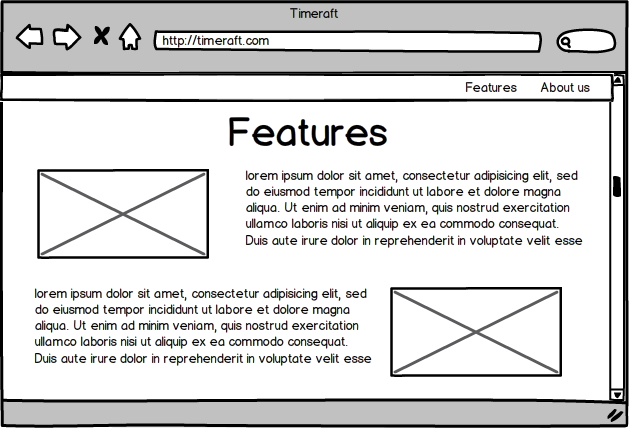 Timeraft
http://timeraft.com
Features About us
Features
lorem ipsum dolor sit amet, consectetur adipisicing elit, sed
do eiusmod tempor incididunt ut labore et dolore magna
aliqua. Ut enim ad minim veniam, quis nostrud exercitation
ullamco laboris nisi ut aliquip ex ea commodo consequat.
Duis aute irure dolor in reprehenderit in voluptate velit esse
lorem ipsum dolor sit amet, consectetur adipisicing elit, sed
do eiusmod tempor incididunt ut labore et dolore magna
aliqua. Ut enim ad minim veniam, quis nostrud exercitation
ullamco laboris nisi ut aliquip ex ea commodo consequat.
Duis aute irure dolor in reprehenderit in voluptate velit esse